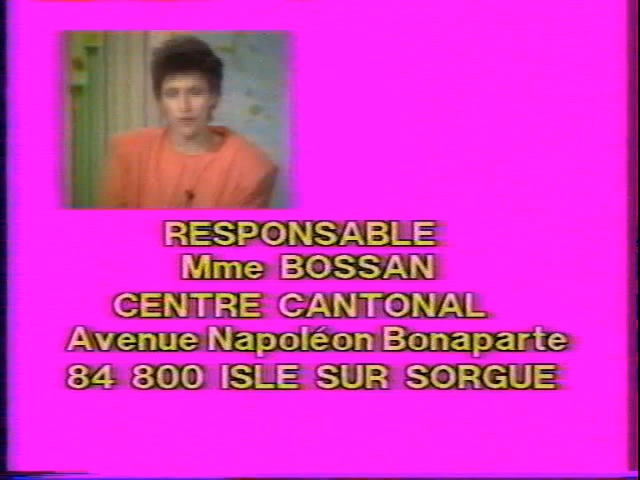 RESPONSABLE
Mme BOSSAN
CENTRE CANTONAL
Avenue Napoléon Bonaparte
84 800 ISLE SUR SORGUE